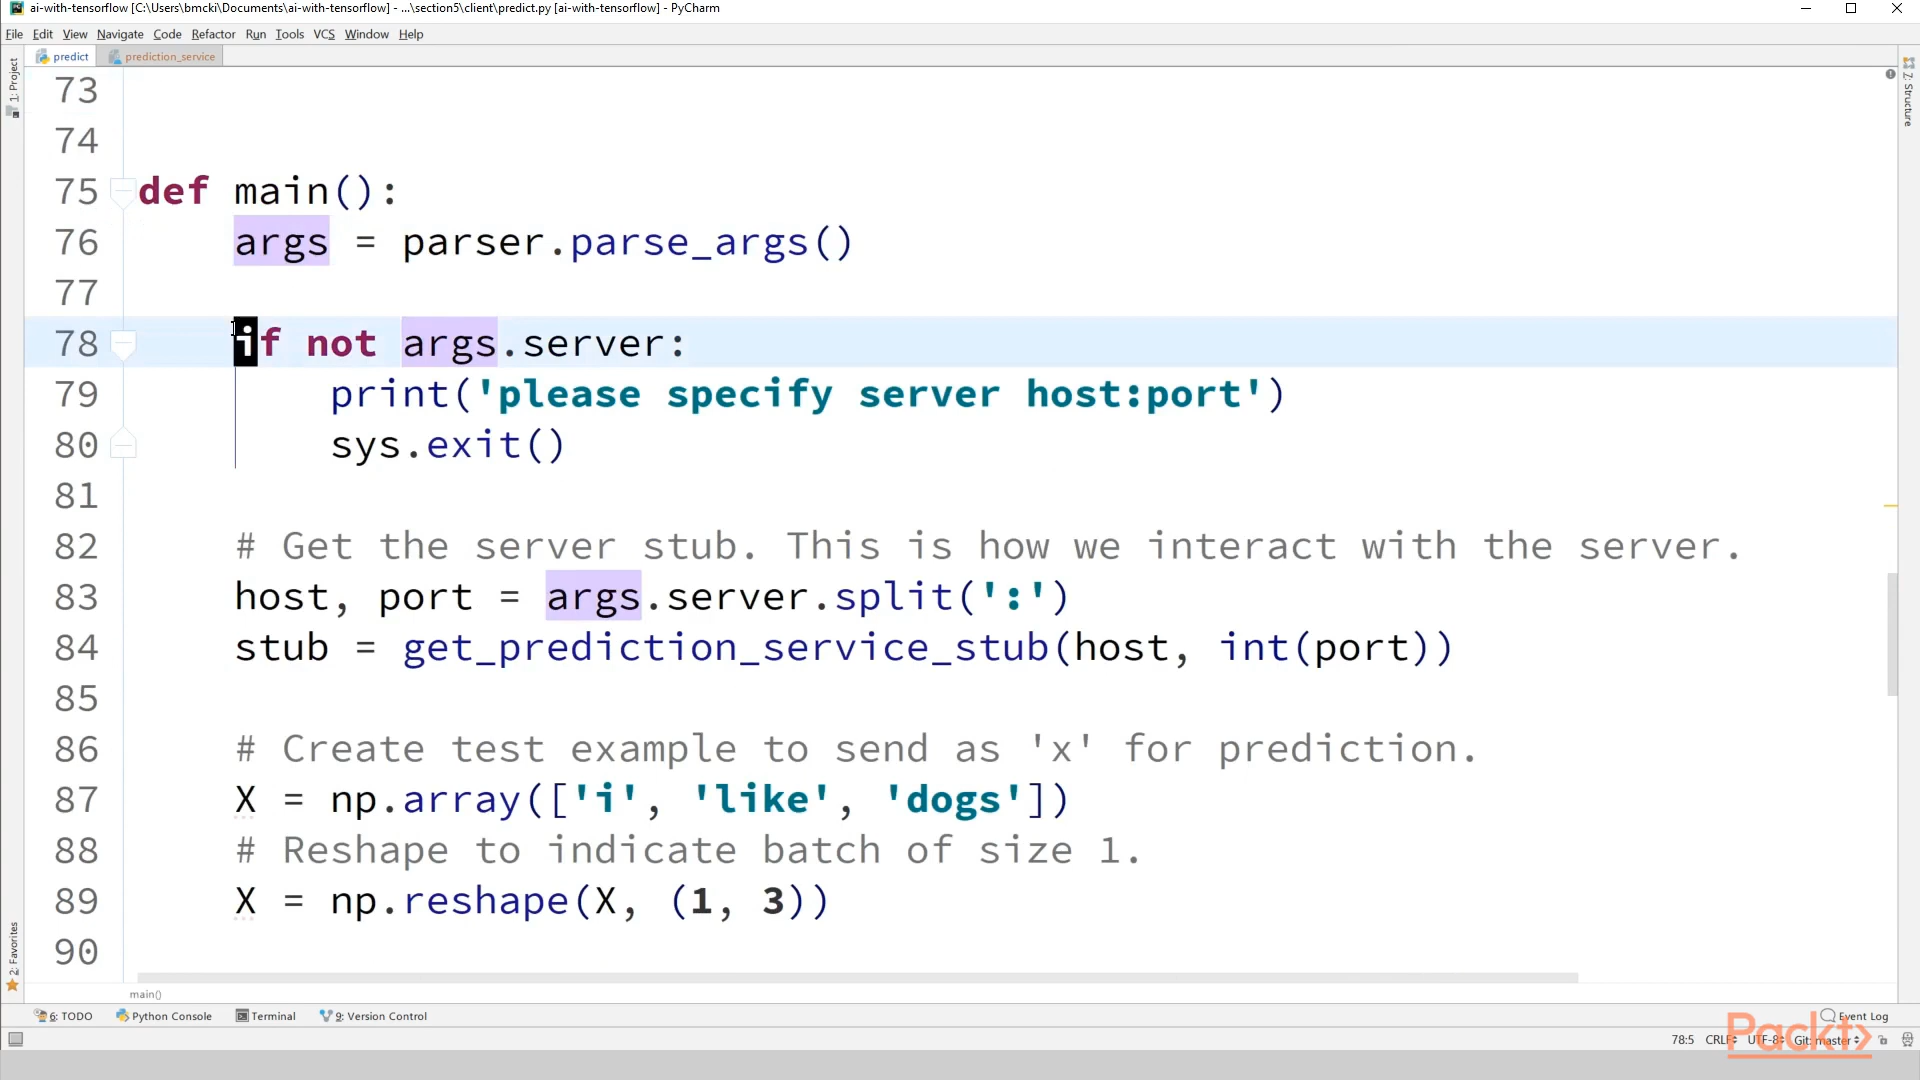 ai-with-tensorflow [C:\Users\bmcki\Documents\ai-with-tensorflow] - ...\section5\client\predict.py [ai-with-tensorflow] - PyCharm
File Edit View Navigate Code Refactor Run Tools VCS Window Help
predict prediction_service
1: Project
Z: Structure
73
74
75 def main():
76 args = parser.parse_args()
77
78 if not args.server:
79 print('please specify server host:port')
80 sys.exit()
81
82 # Get the server stub. This is how we interact with the server.
83 host, port = args.server.split(':')
84 stub = get_prediction_service_stub(host, int(port))
85
86 # Create test example to send as 'x' for prediction.
87 X = np.array(['i', 'like', 'dogs'])
88 # Reshape to indicate batch of size 1.
89 X = np.reshape(X, (1, 3))
90
2: Favorites
main()
6: TODO Python Console Terminal 9: Version Control Event Log
78:5 CRLF UTF-8 Git: master
Packt>